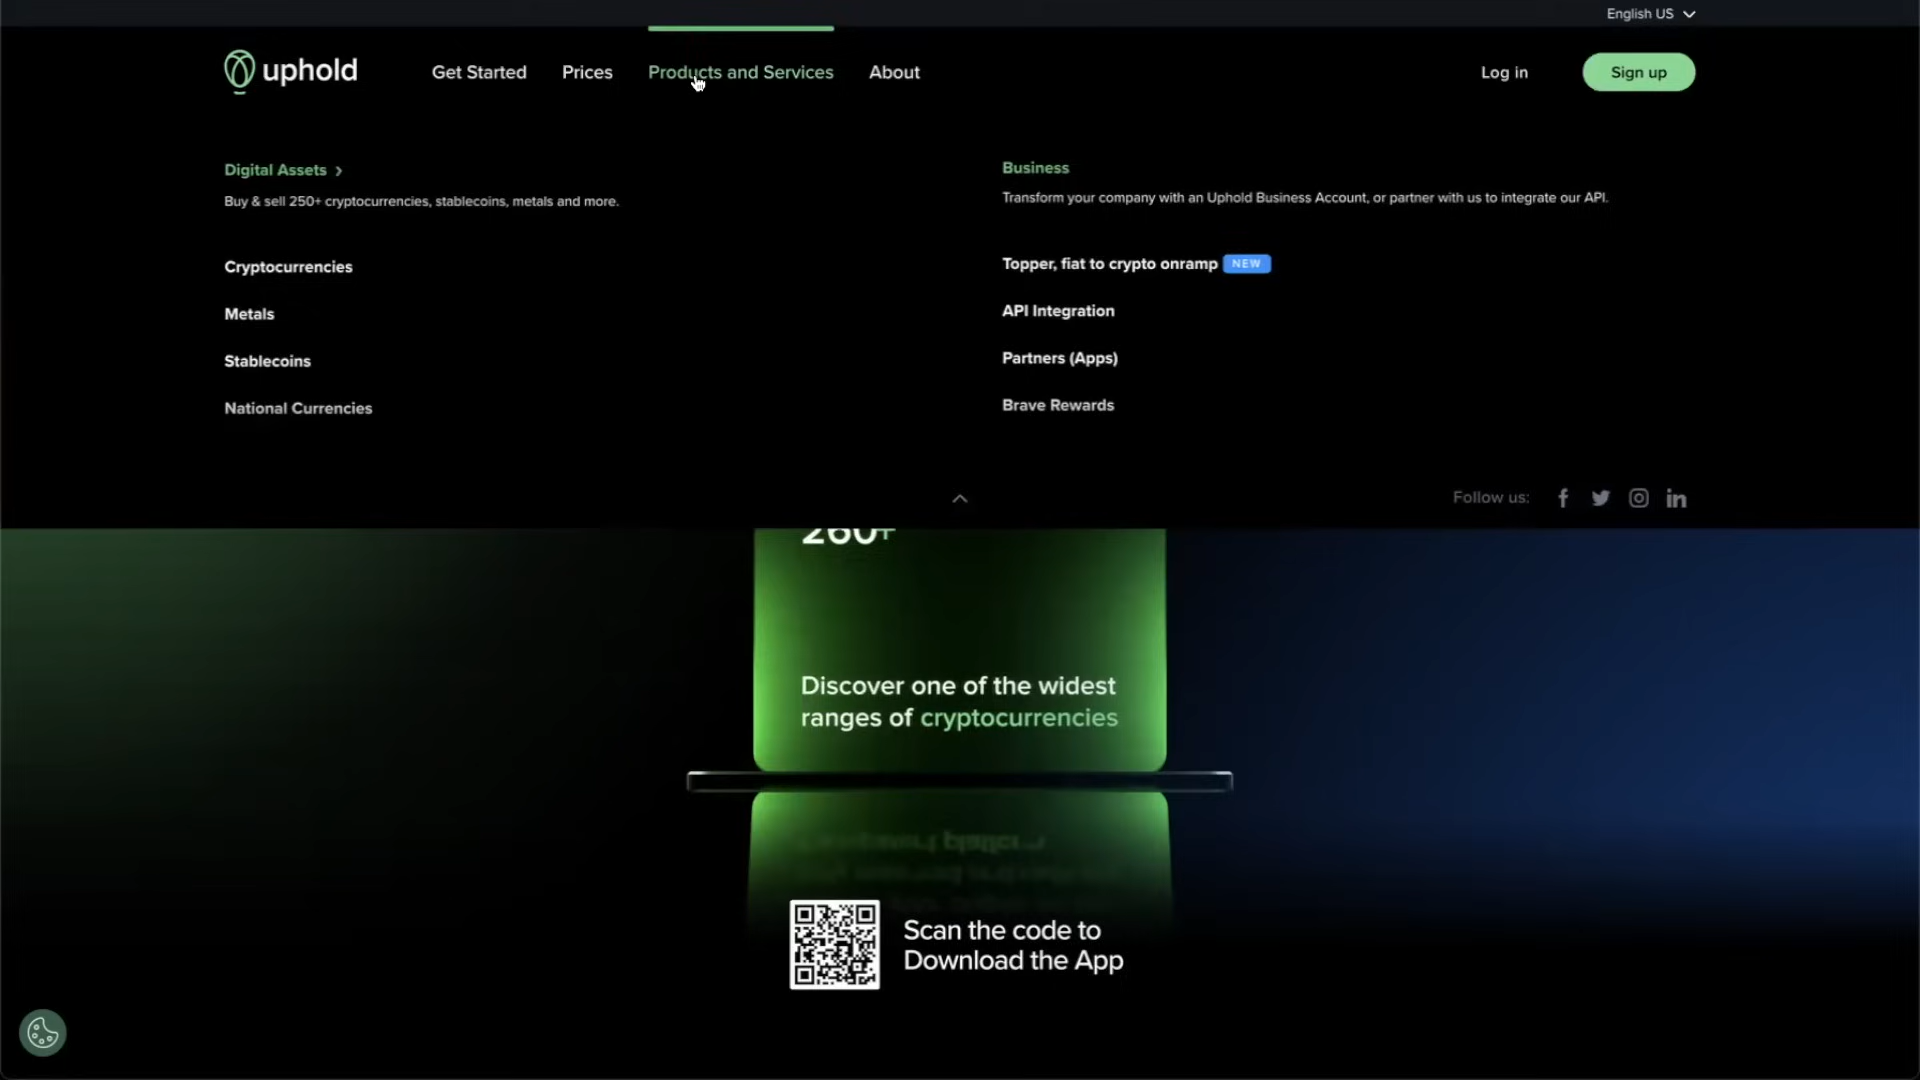 English US
uphold
Get Started
Prices
Products and Services
About
Log in
Sign up
Digital Assets
Buy & sell 250+ cryptocurrencies, stablecoins, metals and more.
Cryptocurrencies
Metals
Stablecoins
National Currencies
Business
Transform your company with an Uphold Business Account, or partner with us to integrate our API.
Topper, fiat to crypto onramp NEW
API Integration
Partners (Apps)
Brave Rewards
Follow us:
260+
Discover one of the widest
ranges of cryptocurrencies
Scan the code to
Download the App